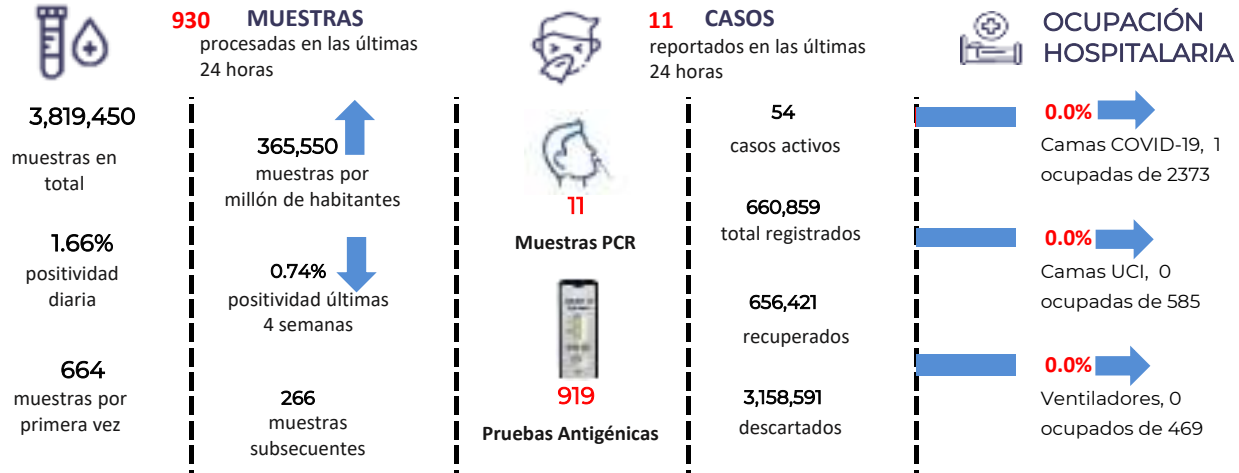 930 MUESTRAS
procesadas en las últimas
24 horas
3,819,450
muestras en
total
1.66%
positividad
diaria
664
muestras por
primera vez
365,550
muestras por
millón de habitantes
0.74%
positividad últimas
4 semanas
266
muestras
subsecuentes
11 CASOS
reportados en las últimas
24 horas
11
Muestras PCR
919
Pruebas Antigénicas
54
casos activos
660,859
total registrados
656,421
recuperados
3,158,591
descartados
OCUPACIÓN
HOSPITALARIA
0.0%
Camas COVID-19, 1
ocupadas de 2373
0.0%
Camas UCI, 0
ocupadas de 585
0.0%
Ventiladores, 0
ocupados de 469